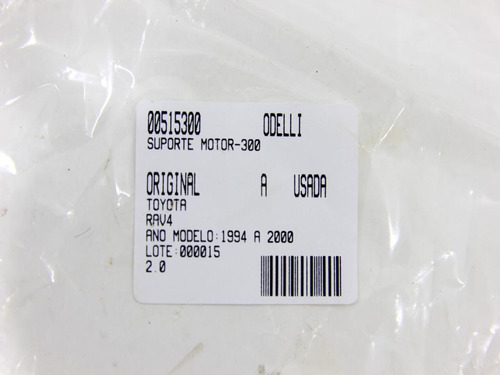 00515300 ODELLI
SUPORTE MOTOR-300
ORIGINAL A USADA
TOYOTA
RAV4
ANO MODELO:1994 A 2000
LOTE:000015
2.0